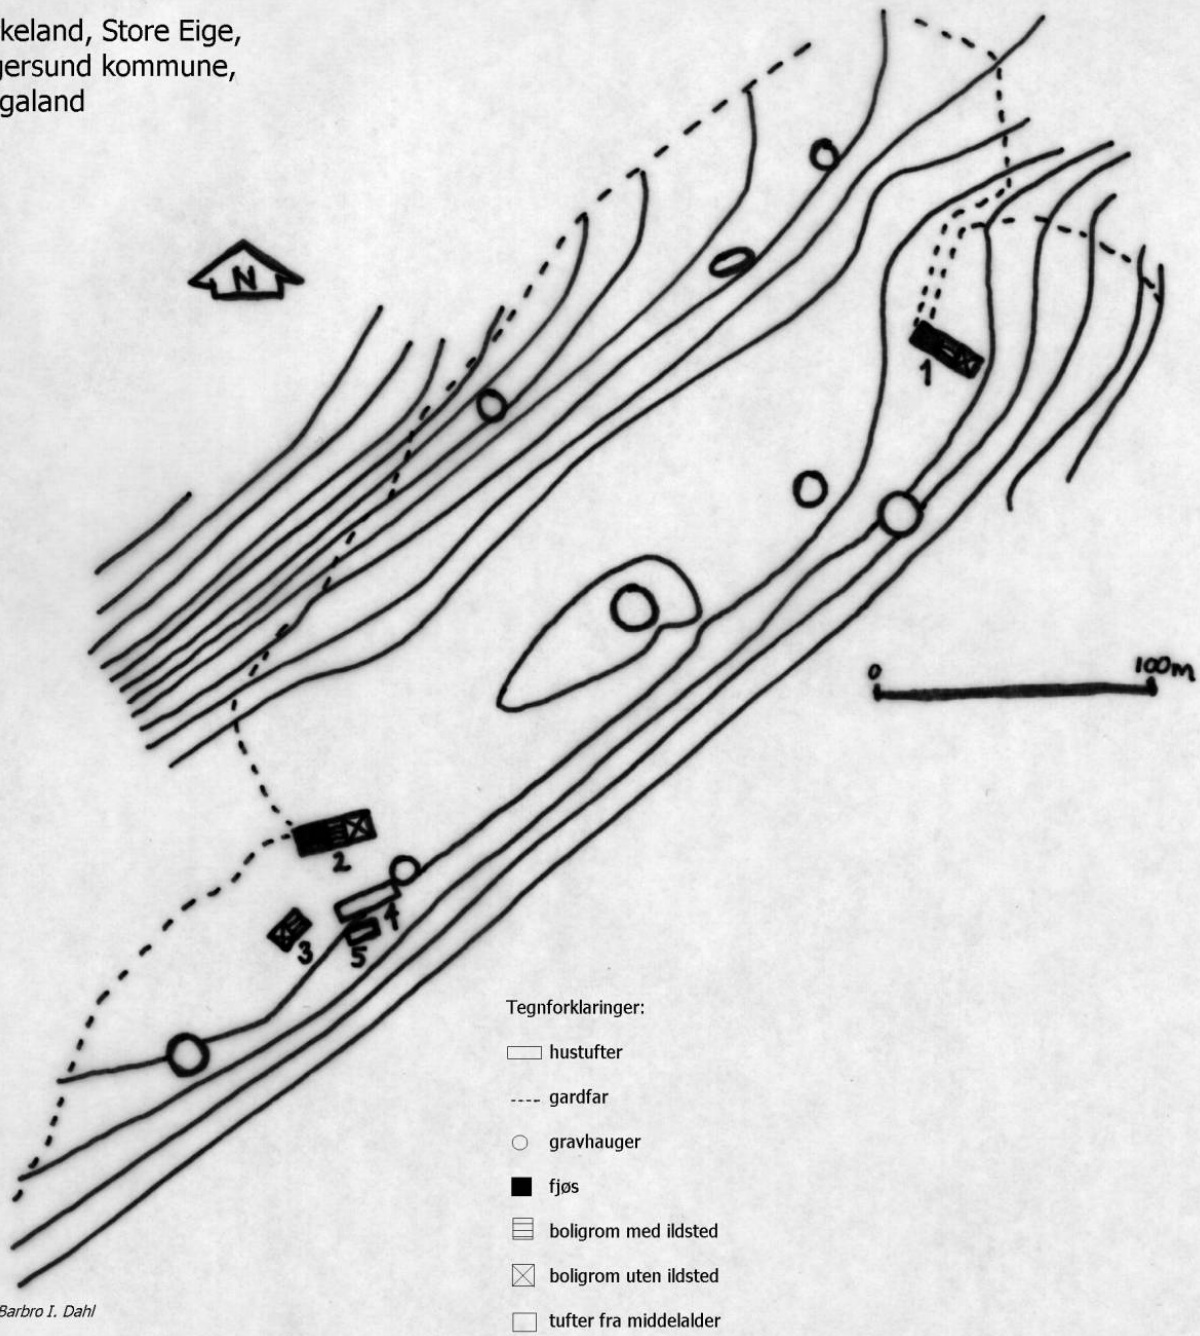 keland, Store Eige,
gersund kommune,
galand
N
1
0
100m
2
4
3
5
Tegnforklaringer:
hustufter
gardfar
gravhauger
fjøs
boligrom med ildsted
boligrom uten ildsted
tufter fra middelalder
Barbro I. Dahl